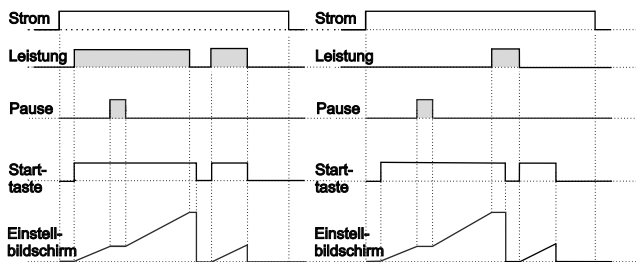 Strom
Leistung
Pause
Start-
taste
Einstell-
bildschirm
Strom
Leistung
Pause
Start-
taste
Einstell-
bildschirm